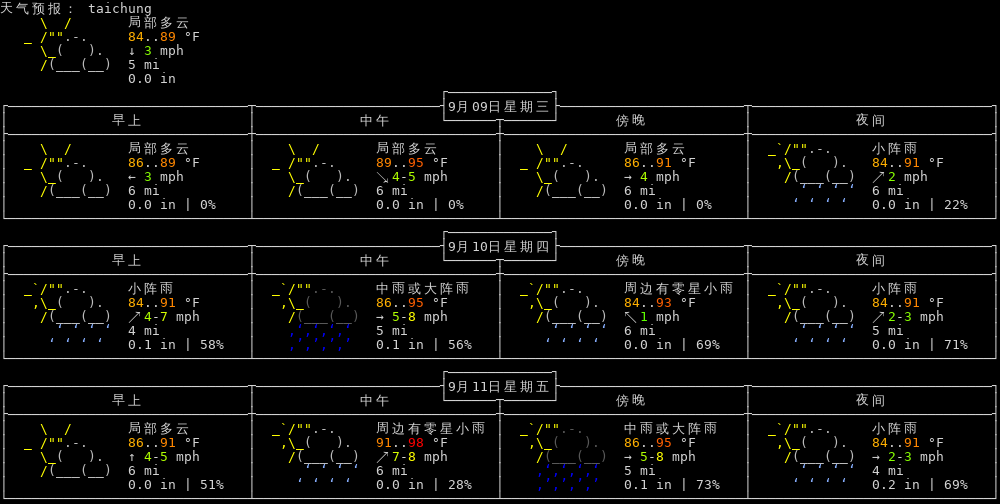 天气预报： taichung
局部多云
84..89 °F
↓ 3 mph
5 mi
0.0 in
9月09日星期三
早上 中午 傍晚 夜间
局部多云 局部多云 局部多云 小阵雨
86..89 °F 89..95 °F 86..91 °F 84..91 °F
← 3 mph ↘ 4-5 mph → 4 mph ↗ 2 mph
6 mi 6 mi 6 mi 6 mi
0.0 in | 0% 0.0 in | 0% 0.0 in | 0% 0.0 in | 22%
9月10日星期四
早上 中午 傍晚 夜间
小阵雨 中雨或大阵雨 周边有零星小雨 小阵雨
84..91 °F 86..95 °F 84..93 °F 84..91 °F
↗ 4-7 mph → 5-8 mph ↖ 1 mph ↗ 2-3 mph
4 mi 5 mi 6 mi 5 mi
0.1 in | 58% 0.1 in | 56% 0.0 in | 69% 0.0 in | 71%
9月11日星期五
早上 中午 傍晚 夜间
局部多云 周边有零星小雨 中雨或大阵雨 小阵雨
86..91 °F 91..98 °F 86..95 °F 84..91 °F
↑ 4-5 mph ↗ 7-8 mph → 5-8 mph → 2-3 mph
6 mi 6 mi 5 mi 4 mi
0.0 in | 51% 0.0 in | 28% 0.1 in | 73% 0.2 in | 69%